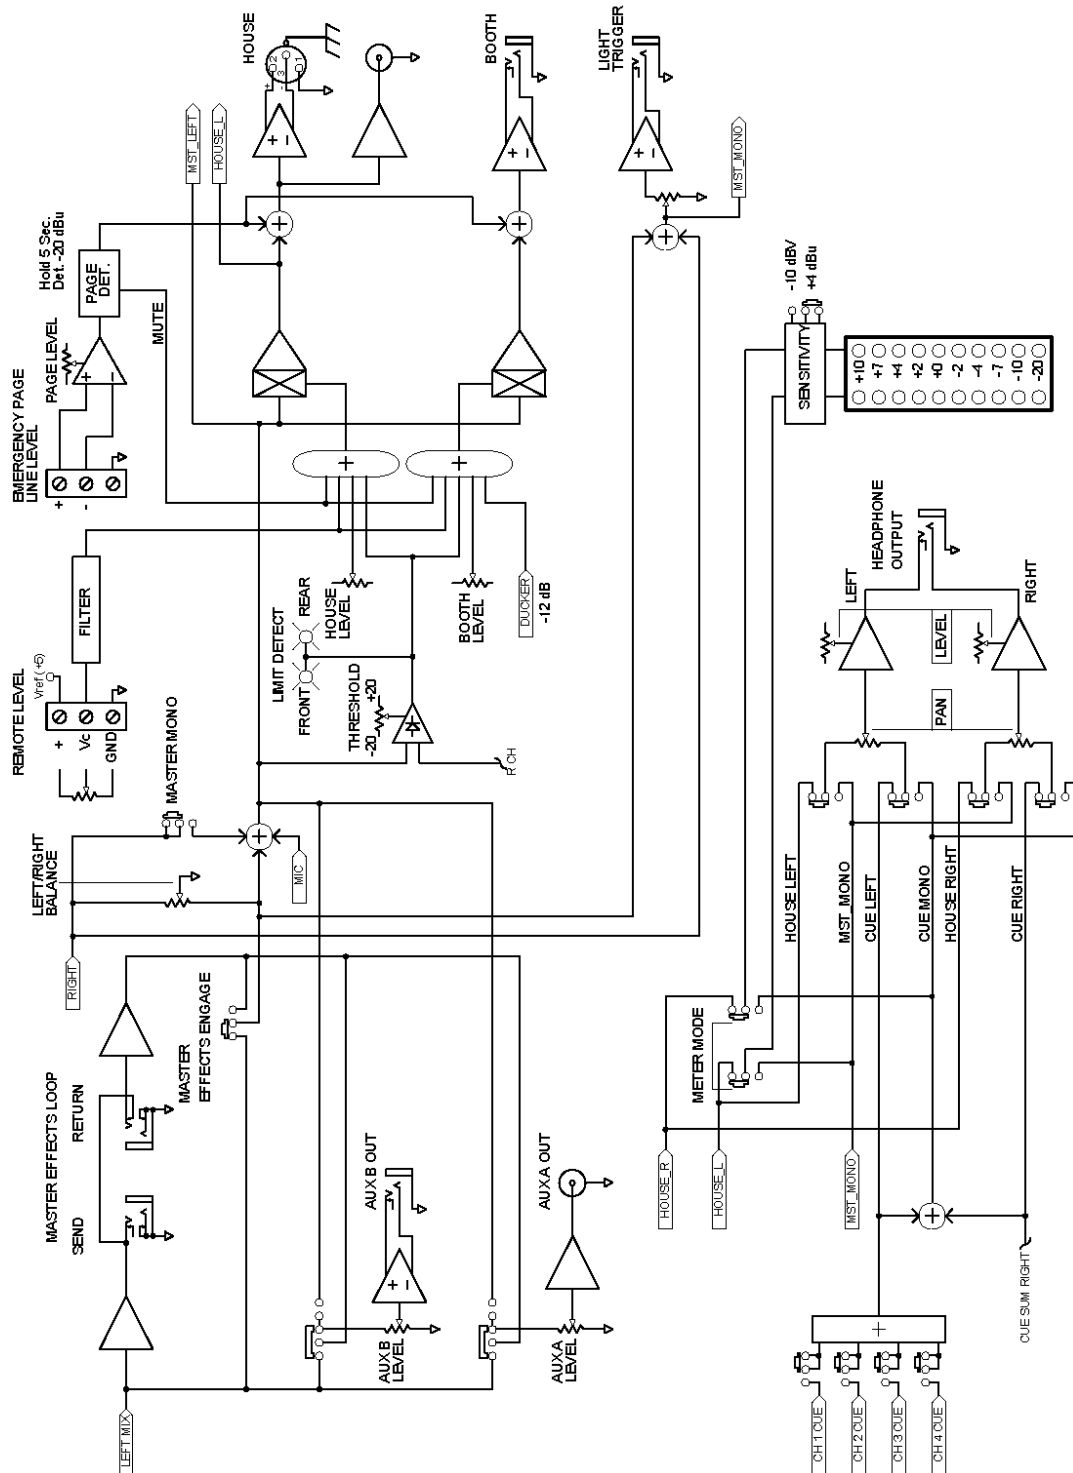 HOUSE
+
2
3
-
1
BOOTH
+
−
+
−
LIGHT
TRIGGER
+
−
MST_LEFT
HOUSE_L
MST_MONO
+
+
+
Hold 5 Sec.
Det. -20 dBu
PAGE
DET.
MUTE
PAGE LEVEL
+
−
EMERGENCY PAGE
LINE LEVEL
+
-
FILTER
REMOTE LEVEL
Vref (+5)
+
Vc
GND
+
+
HOUSE
LEVEL
BOOTH
LEVEL
DUCKER
-12 dB
LIMIT DETECT
FRONT
REAR
THRESHOLD
-20
+20
R CH
MASTER MONO
+
MIC
LEFT/RIGHT
BALANCE
RIGHT
MASTER EFFECTS LOOP
SEND
RETURN
MASTER
EFFECTS ENGAGE
LEFT MIX
AUX B OUT
+
−
AUX B
LEVEL
AUX A OUT
AUX A
LEVEL
-10 dBV
+4 dBu
SENSITIVITY
+10
+7
+4
+2
+0
-2
-4
-7
-10
-20
HEADPHONE
OUTPUT
LEFT
RIGHT
LEVEL
PAN
HOUSE LEFT
MST_MONO
CUE LEFT
CUE MONO
HOUSE RIGHT
CUE RIGHT
METER MODE
HOUSE_R
HOUSE_L
MST_MONO
+
CUE SUM RIGHT
+
CH 1 CUE
CH 2 CUE
CH 3 CUE
CH 4 CUE